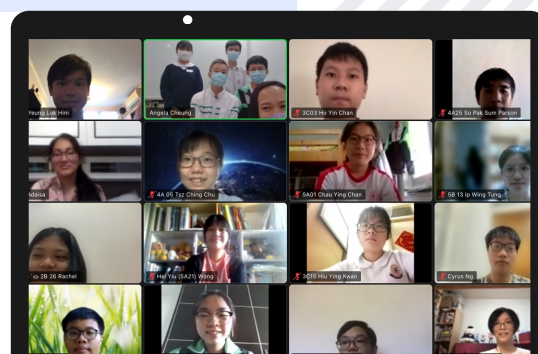 Yeung Lok Him
Angela Cheung
3C03 Ho Yin Chan
4A25 So Pak Sum Parson
Adaisa
4A 05 Tsz Ching Chu
5A01 Chau Ying Chan
5B 13 Ip Wing Tung
2B 26 Rachel
Hei Yiu (5A21) Wong
3C15 Hiu Ying Kwan
Cyrus Ng